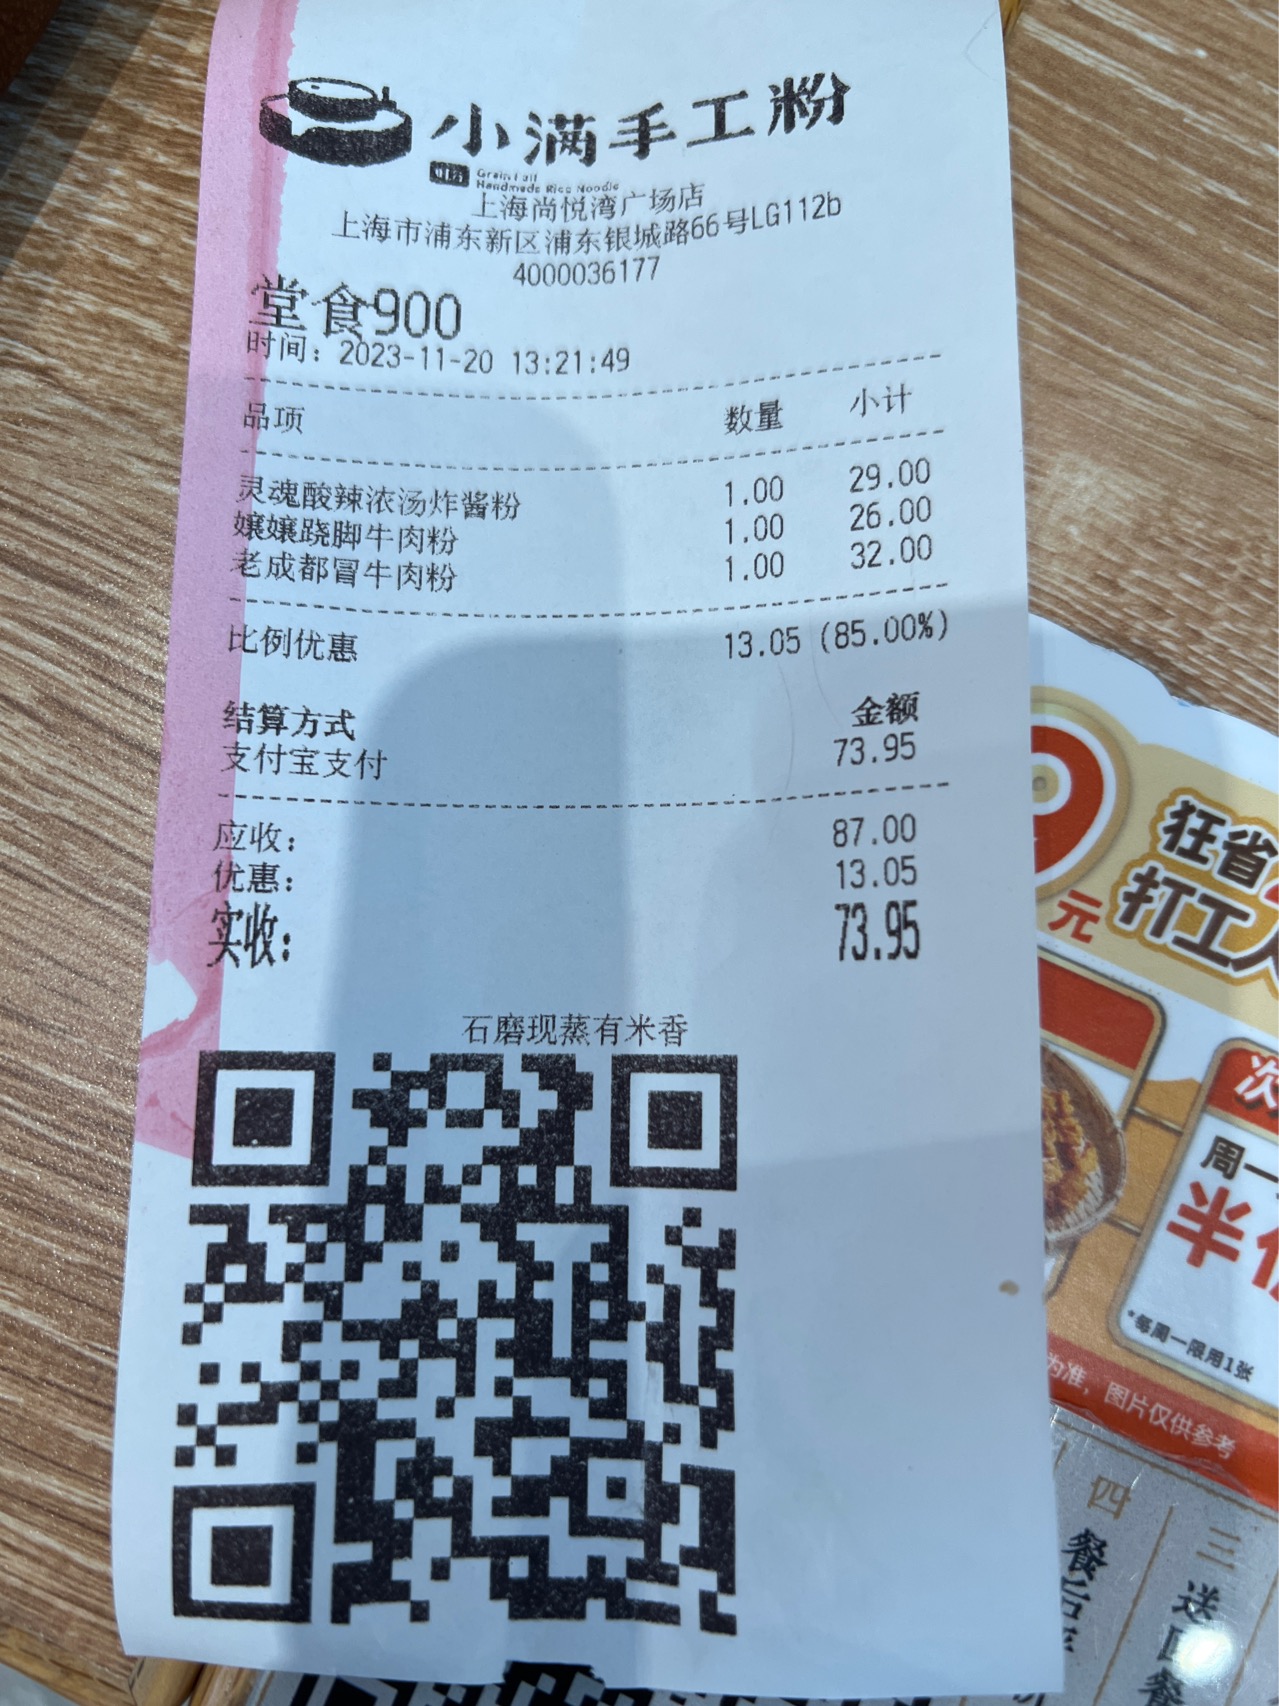 小满手工粉
Grain Full
Handmade Rice Noodle
上海尚悦湾广场店
上海市浦东新区浦东银城路66号LG112b
4000036177
堂食900
时间：2023-11-20 13:21:49
品项 数量 小计
灵魂酸辣浓汤炸酱粉 1.00 29.00
孃孃跷脚牛肉粉 1.00 26.00
老成都冒牛肉粉 1.00 32.00
比例优惠 13.05 (85.00%)
结算方式 金额
支付宝支付 73.95
应收： 87.00
优惠： 13.05
实收： 73.95
石磨现蒸有米香
9
元
狂省
打工人
次
周一
半
*每周一限用1张
为准，图片仅供参考
四
餐后
三
送回餐